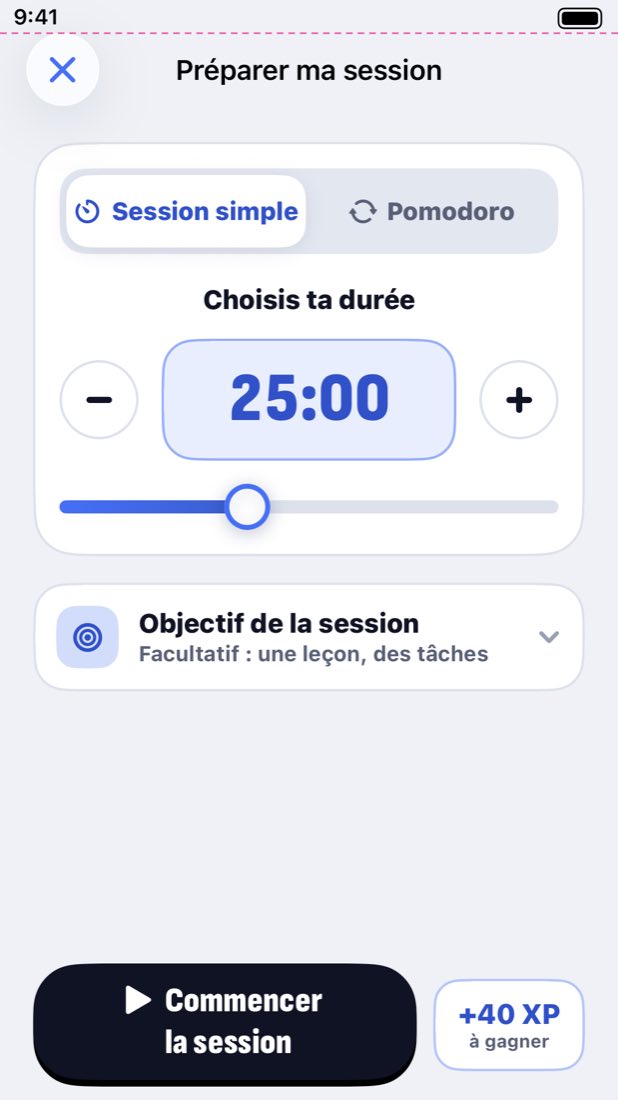 9:41
Préparer ma session
Session simple
Pomodoro
Choisis ta durée
25:00
Objectif de la session
Facultatif : une leçon, des tâches
Commencer
la session
+40 XP
à gagner